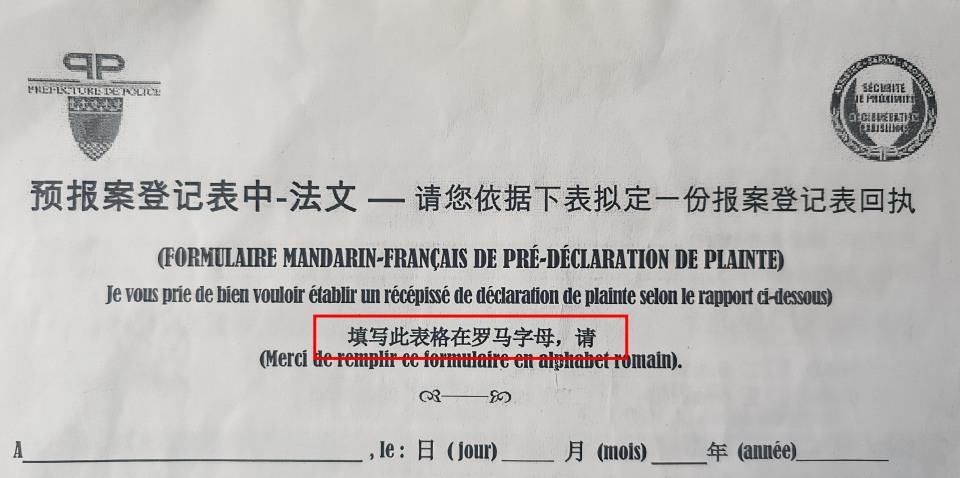 PP
PRÉFECTURE DE POLICE
SÉCURITÉ
DE PROXIMITÉ
AGGLOMÉRATION
PARISIENNE
预报案登记表中-法文 — 请您依据下表拟定一份报案登记表回执
(FORMULAIRE MANDARIN-FRANÇAIS DE PRÉ-DÉCLARATION DE PLAINTE)
Je vous prie de bien vouloir établir un récépissé de déclaration de plainte selon le rapport ci-dessous)
填写此表格在罗马字母，请
(Merci de remplir ce formulaire en alphabet romain).
A , le : 日 ( jour) 月 (mois) 年 (année)